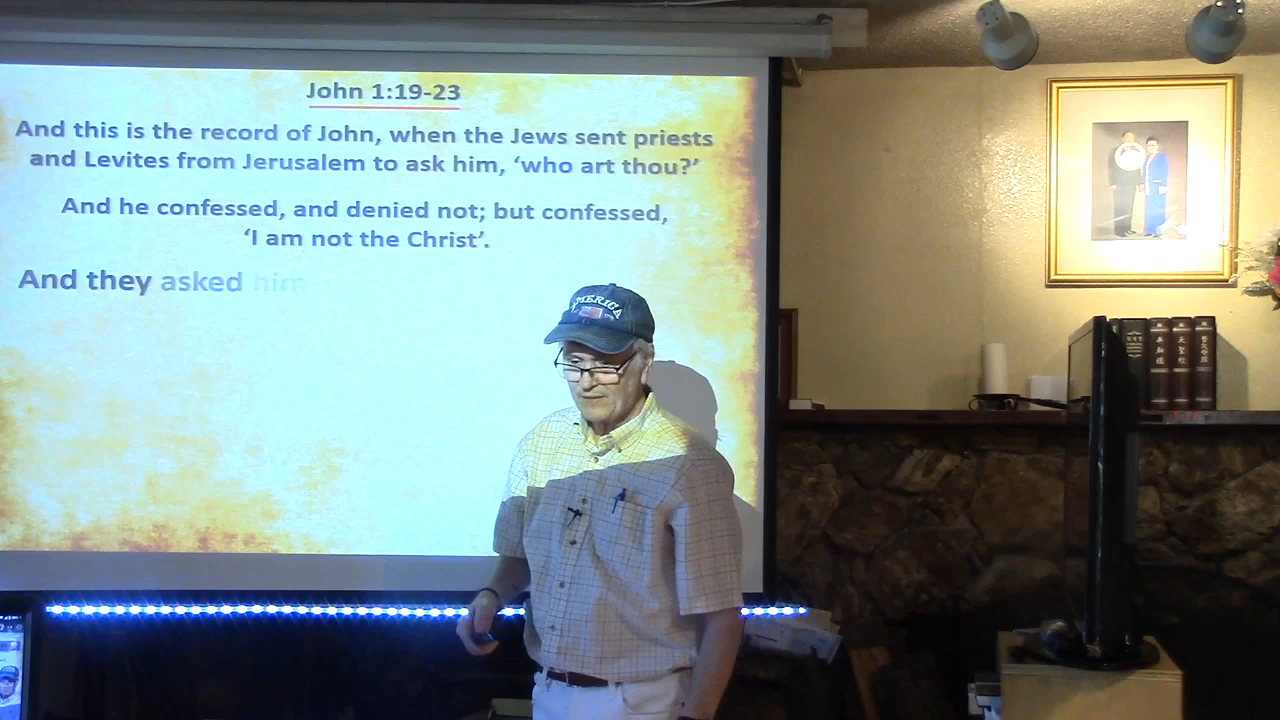 John 1:19-23
And this is the record of John, when the Jews sent priests
and Levites from Jerusalem to ask him, ‘who art thou?’
And he confessed, and denied not; but confessed,
‘I am not the Christ’.
And they asked him
AMERICA